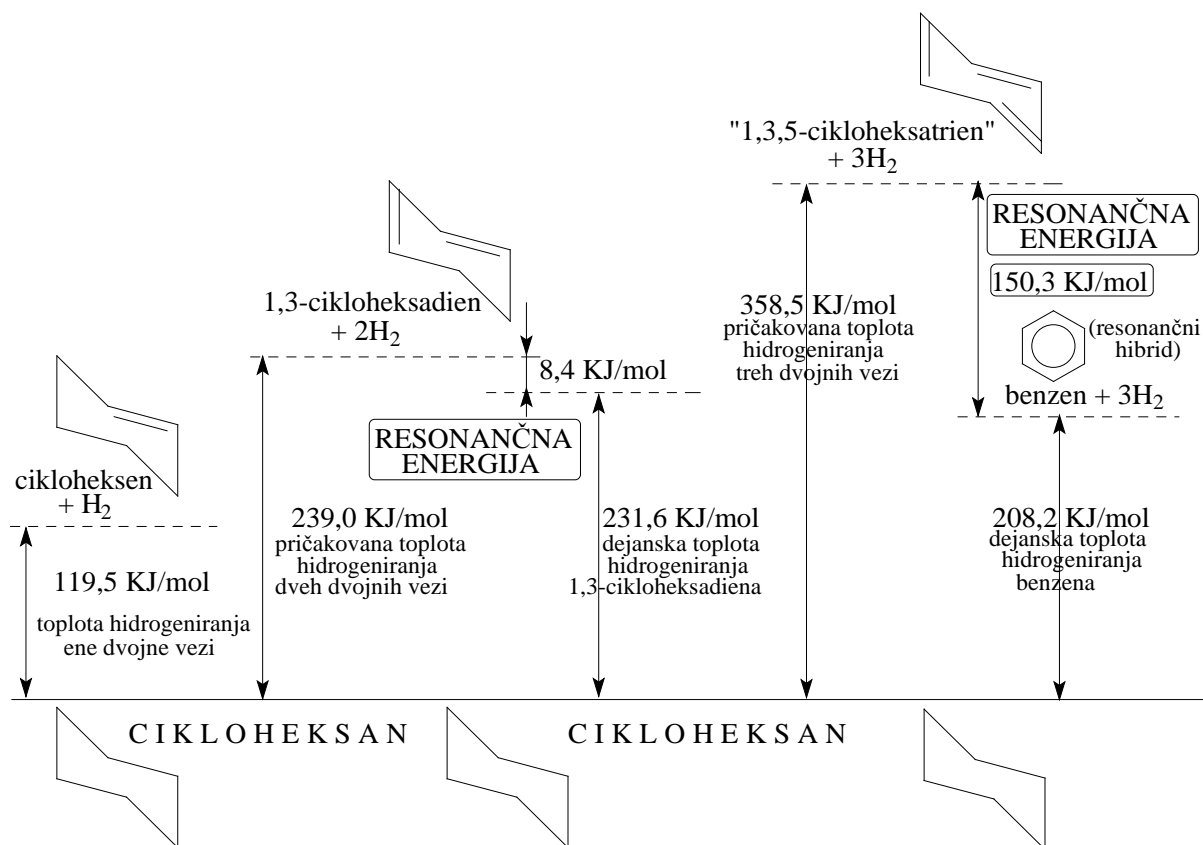 "1,3,5-cikloheksatrien"
+ 3H2
RESONANČNA
ENERGIJA
150,3 KJ/mol
(resonančni
hibrid)
benzen + 3H2
358,5 KJ/mol
pričakovana toplota
hidrogeniranja
treh dvojnih vezi
1,3-cikloheksadien
+ 2H2
8,4 KJ/mol
RESONANČNA
ENERGIJA
cikloheksen
+ H2
119,5 KJ/mol
toplota hidrogeniranja
ene dvojne vezi
239,0 KJ/mol
pričakovana toplota
hidrogeniranja
dveh dvojnih vezi
231,6 KJ/mol
dejanska toplota
hidrogeniranja
1,3-cikloheksadiena
208,2 KJ/mol
dejanska toplota
hidrogeniranja
benzena
C I K L O H E K S A N
C I K L O H E K S A N